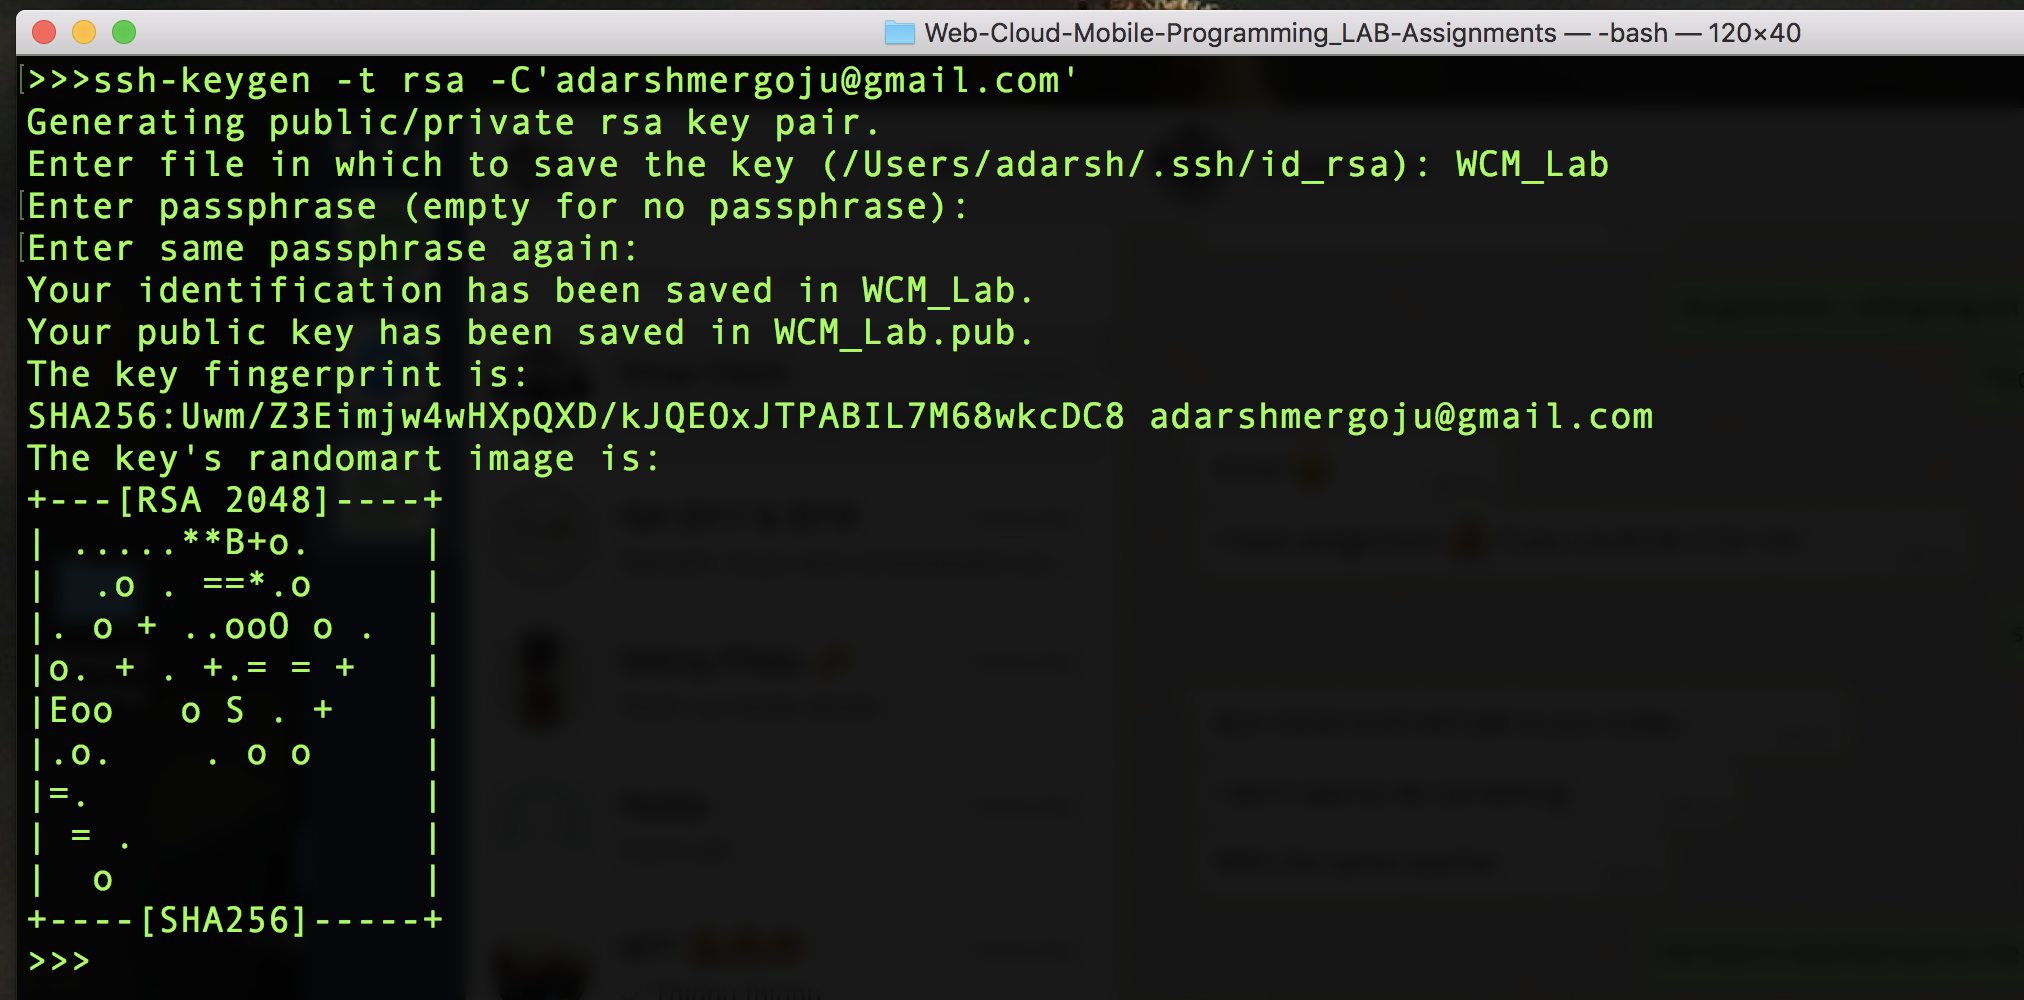 Web-Cloud-Mobile-Programming_LAB-Assignments — -bash — 120×40
[>>>ssh-keygen -t rsa -C'adarshmergoju@gmail.com'
Generating public/private rsa key pair.
Enter file in which to save the key (/Users/adarsh/.ssh/id_rsa): WCM_Lab
[Enter passphrase (empty for no passphrase):
[Enter same passphrase again:
Your identification has been saved in WCM_Lab.
Your public key has been saved in WCM_Lab.pub.
The key fingerprint is:
SHA256:Uwm/Z3Eimjw4wHXpQXD/kJQEOxJTPABIL7M68wkcDC8 adarshmergoju@gmail.com
The key's randomart image is:
+---[RSA 2048]----+
| .....**B+o.     |
|  .o . ==*.o     |
|. o + ..ooO o .  |
|o. + . +.= = +   |
|Eoo   o S . +    |
|.o.    . o o     |
|=.               |
| = .             |
|  o              |
+----[SHA256]-----+
>>>